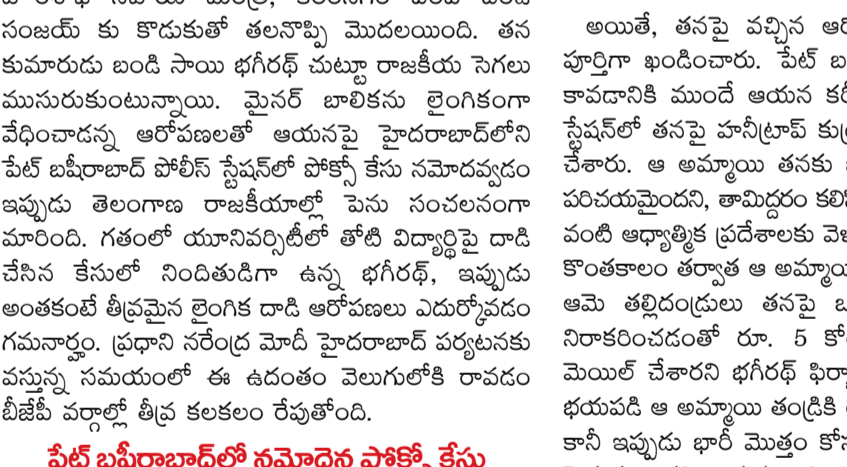 సంజయ్ కు కొడుకుతో తలనొప్పి మొదలయింది. తన
కుమారుడు బండి సాయి భగీరథ్ చుట్టూ రాజకీయ సెగలు
ముసురుకుంటున్నాయి. మైనర్ బాలికను లైంగికంగా
వేధించాడన్న ఆరోపణలతో ఆయనపై హైదరాబాద్‌లోని
పేట్ బషీరాబాద్ పోలీస్ స్టేషన్‌లో పోక్సో కేసు నమోదవ్వడం
ఇప్పుడు తెలంగాణ రాజకీయాల్లో పెను సంచలనంగా
మారింది. గతంలో యూనివర్సిటీలో తోటి విద్యార్థిపై దాడి
చేసిన కేసులో నిందితుడిగా ఉన్న భగీరథ్, ఇప్పుడు
అంతకంటే తీవ్రమైన లైంగిక దాడి ఆరోపణలు ఎదుర్కోవడం
గమనార్హం. ప్రధాని నరేంద్ర మోదీ హైదరాబాద్ పర్యటనకు
వస్తున్న సమయంలో ఈ ఉదంతం వెలుగులోకి రావడం
బీజేపీ వర్గాల్లో తీవ్ర కలకలం రేపుతోంది.
పేట్ బషీరాబాద్‌లో నమోదైన పోక్సో కేసు
అయితే, తనపై వచ్చిన
పూర్తిగా ఖండించారు. పేట్
కావడానికి ముందే ఆయన
స్టేషన్‌లో తనపై హనీట్రాప్
చేశారు. ఆ అమ్మాయి తనకు
పరిచయమైందని, తామిద్దరం
వంటి ఆధ్యాత్మిక ప్రదేశాలకు
కొంతకాలం తర్వాత ఆ
ఆమె తల్లిదండ్రులు తనపై
నిరాకరించడంతో రూ. 5
మెయిల్ చేశారని భగీరథ్
భయపడి ఆ అమ్మాయి తండ్రికి
కానీ ఇప్పుడు భారీ మొత్తం